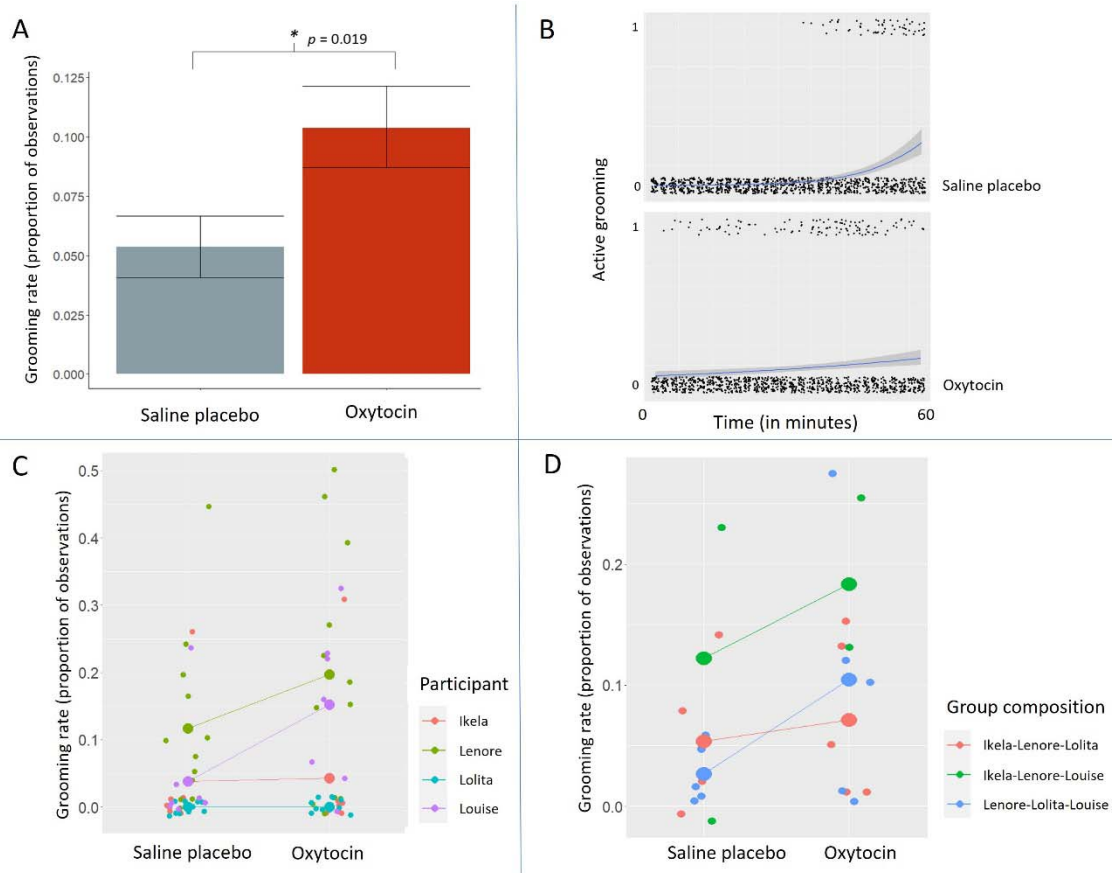 A
* p = 0.019
Grooming rate (proportion of observations)
0.125
0.100
0.075
0.050
0.025
0.000
Saline placebo
Oxytocin
B
Active grooming
1
0
Saline placebo
1
0
Oxytocin
0
60
Time (in minutes)
C
Grooming rate (proportion of observations)
0.5
0.4
0.3
0.2
0.1
0.0
Saline placebo
Oxytocin
Participant
Ikela
Lenore
Lolita
Louise
D
Grooming rate (proportion of observations)
0.2
0.1
0.0
Saline placebo
Oxytocin
Group composition
Ikela-Lenore-Lolita
Ikela-Lenore-Louise
Lenore-Lolita-Louise